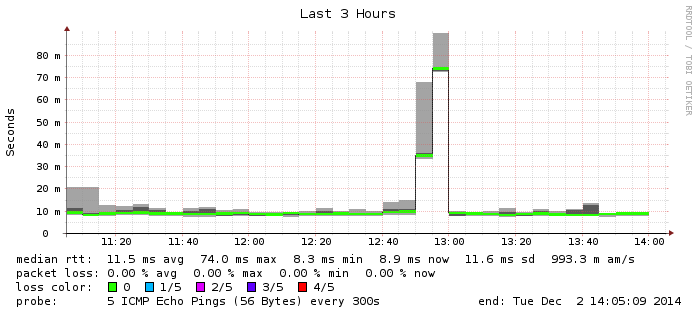 Last 3 Hours
RRDTOOL / TOBI OETIKER
Seconds
80 m
70 m
60 m
50 m
40 m
30 m
20 m
10 m
0
11:20 11:40 12:00 12:20 12:40 13:00 13:20 13:40 14:00
median rtt: 11.5 ms avg 74.0 ms max 8.3 ms min 8.9 ms now 11.6 ms sd 993.3 m am/s
packet loss: 0.00 % avg 0.00 % max 0.00 % min 0.00 % now
loss color: 0 1/5 2/5 3/5 4/5
probe: 5 ICMP Echo Pings (56 Bytes) every 300s end: Tue Dec 2 14:05:09 2014